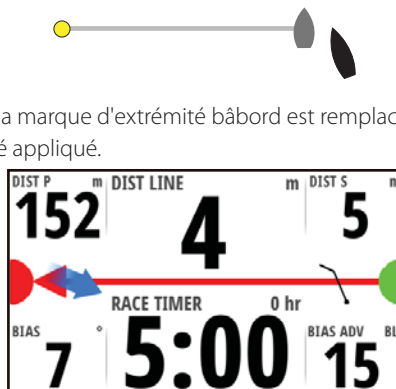 a marque d'extrémité bâbord est remplac
é appliqué.
DIST P m DIST LINE m DIST S
152 4 5
RACE TIMER 0 hr
BIAS ° 5:00 BIAS ADV BL
7 15